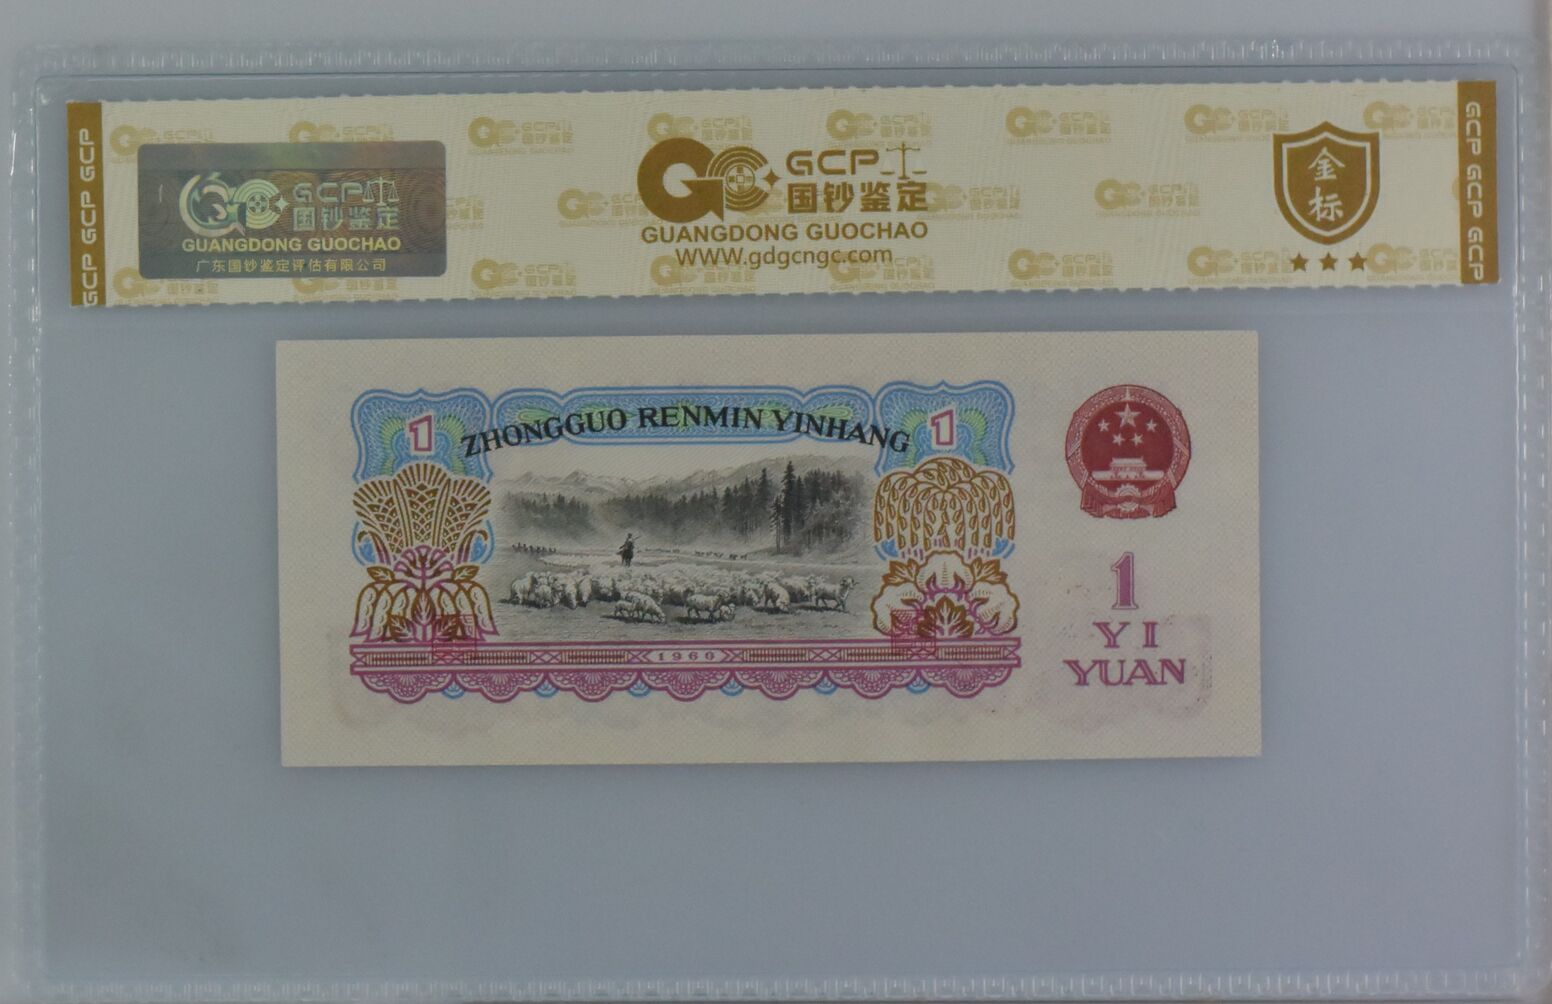 GCP GCP GCP
GCP
国钞鉴定
GUANGDONG GUOCHAO
广东国钞鉴定评估有限公司
GCP
国钞鉴定
GUANGDONG GUOCHAO
www.gdgcngc.com
金标
GCP GCP GCP
1
ZHONGGUO RENMIN YINHANG
1
1960
1
YI
YUAN